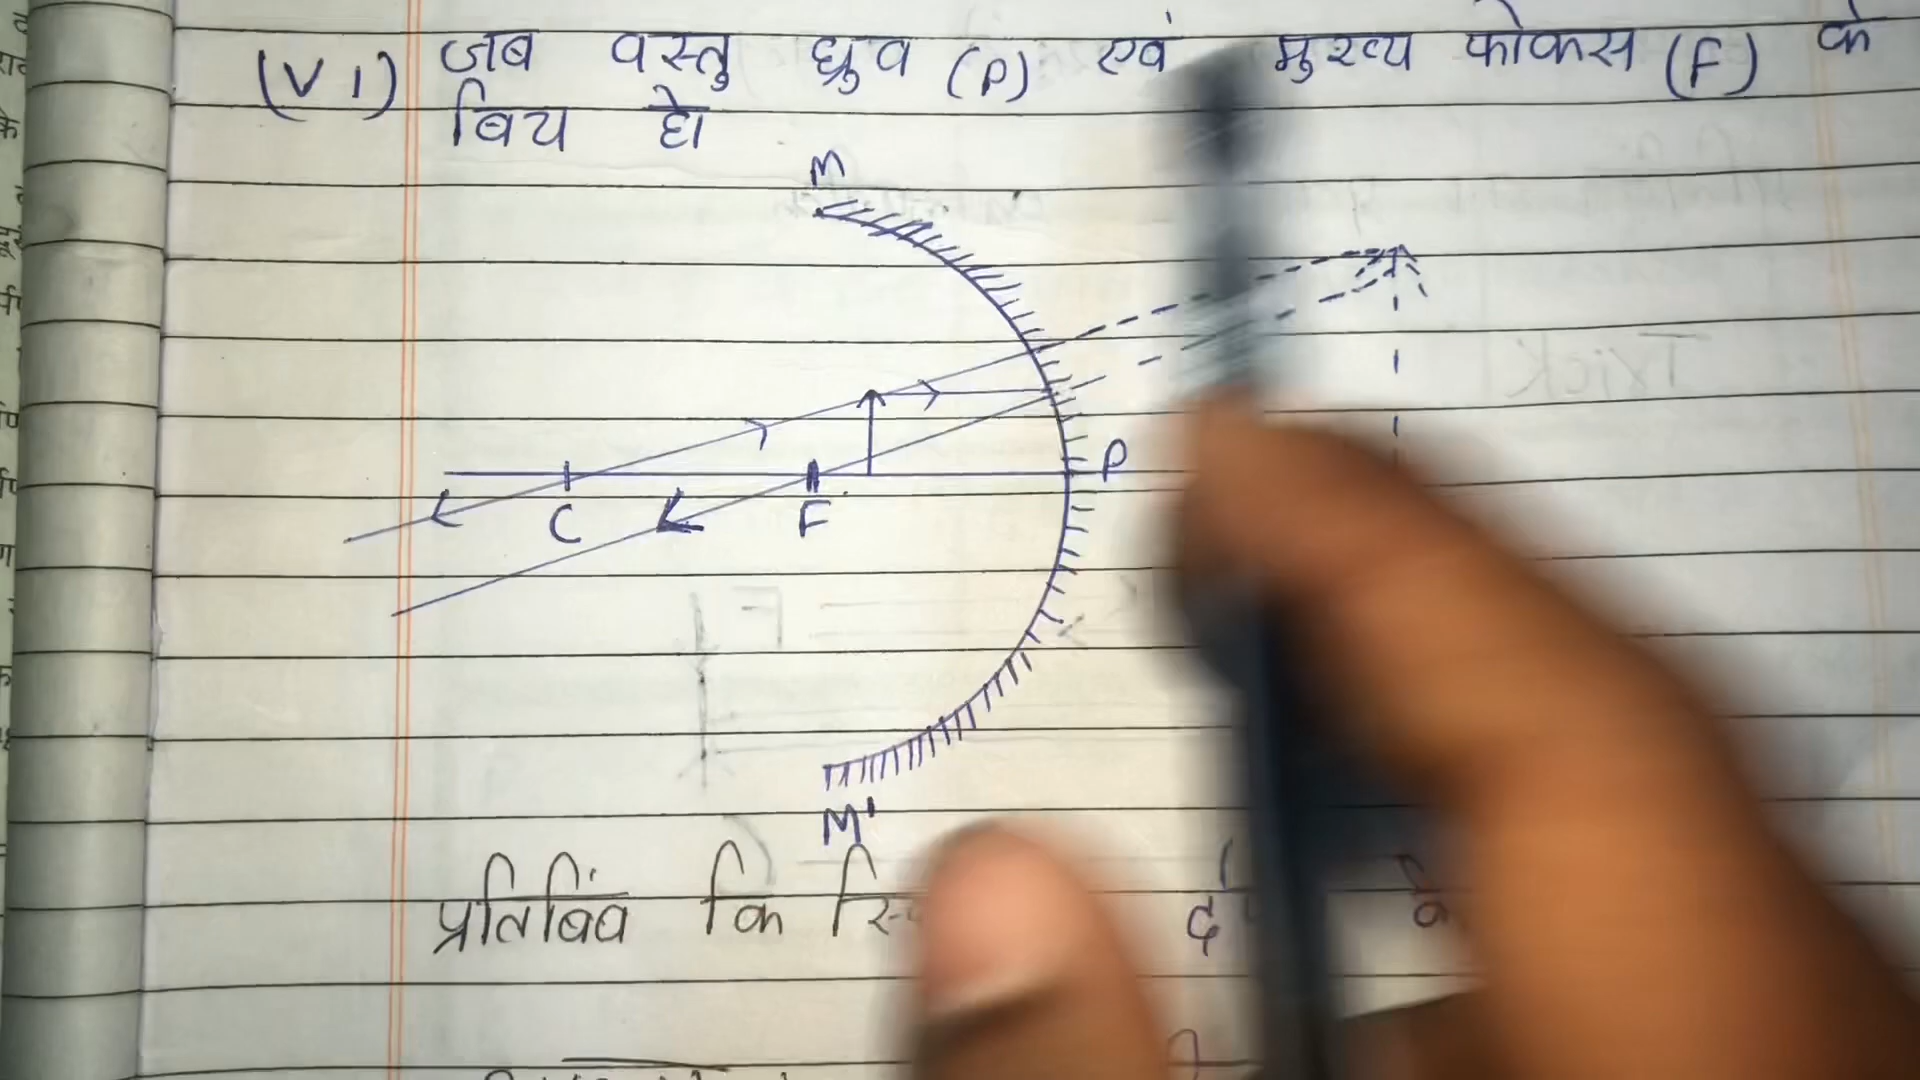 (VI) जब वस्तु ध्रुव (P) एवं मुख्य फोकस (F) के
बिच हो
M
P
C
F
M'
प्रतिबिंब कि